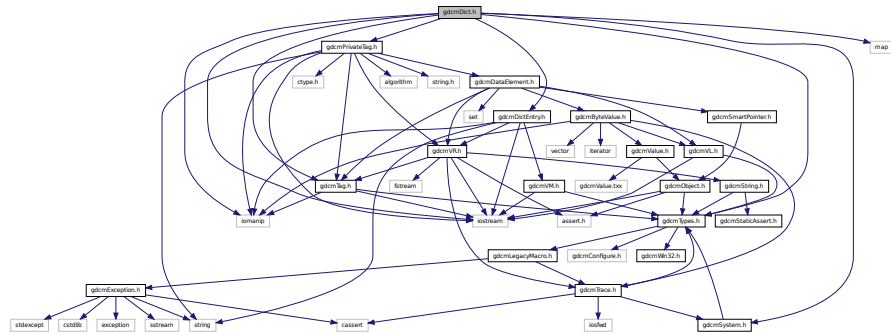 gdcmDict.h
gdcmPrivateTag.h
map
ctype.h
algorithm
string.h
gdcmDataElement.h
set
gdcmDictEntry.h
gdcmByteValue.h
gdcmSmartPointer.h
gdcmVR.h
vector
iterator
gdcmValue.h
gdcmVL.h
gdcmTag.h
fstream
gdcmVM.h
gdcmValue.txx
gdcmObject.h
gdcmString.h
iomanip
iostream
assert.h
gdcmTypes.h
gdcmStaticAssert.h
gdcmLegacyMacro.h
gdcmConfigure.h
gdcmWin32.h
gdcmException.h
gdcmTrace.h
stdexcept
cstdlib
exception
sstream
string
cassert
iosfwd
gdcmSystem.h